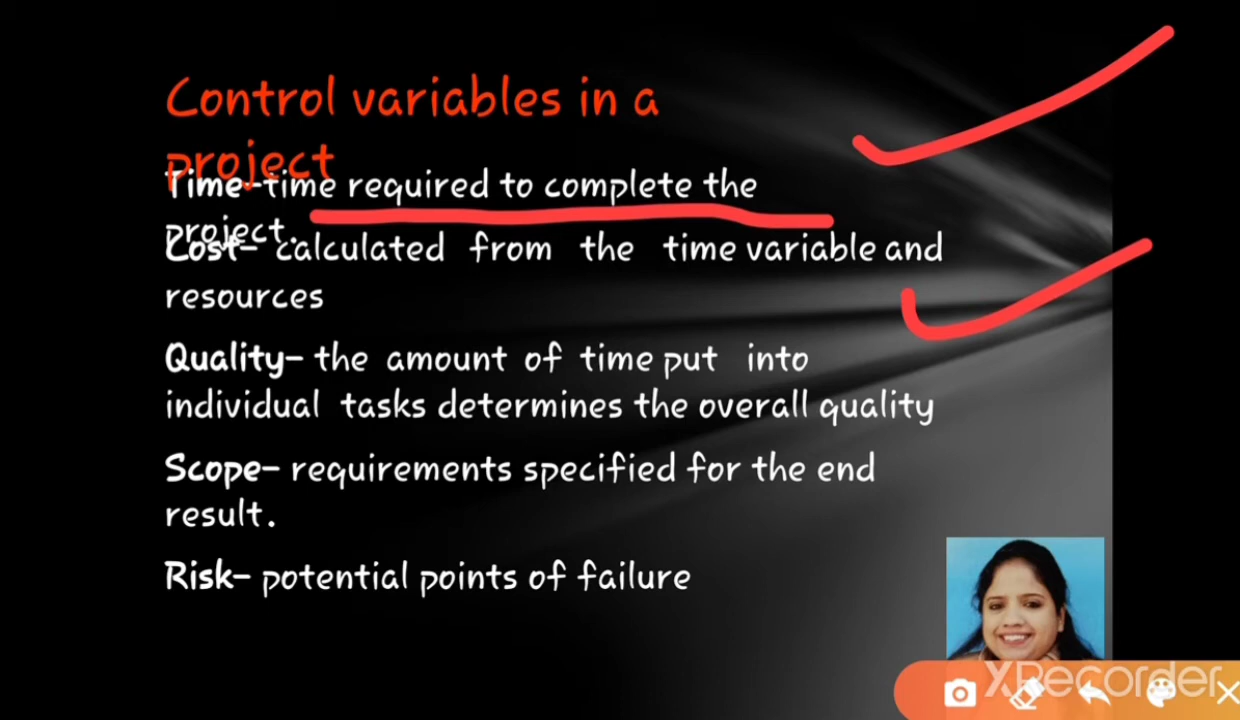 Control variables in a
project
Time-time required to complete the
project.
Cost- calculated from the time variable and
resources
Quality- the amount of time put into
individual tasks determines the overall quality
Scope- requirements specified for the end
result.
Risk- potential points of failure
XRecorder